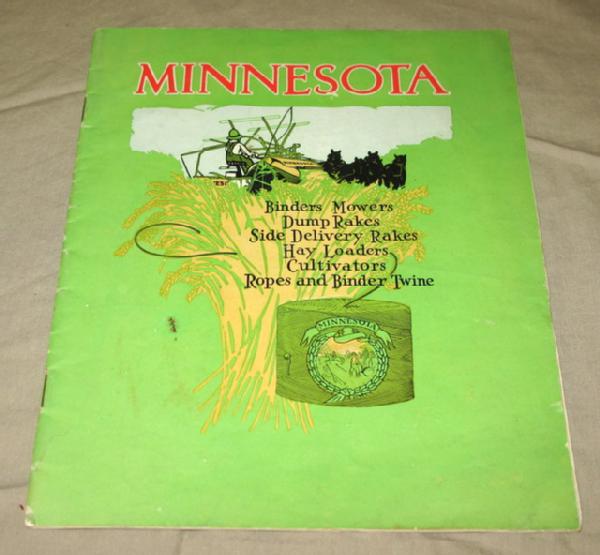 MINNESOTA
Binders Mowers
Dump Rakes
Side Delivery Rakes
Hay Loaders
Cultivators
Ropes and Binder Twine
MINNESOTA